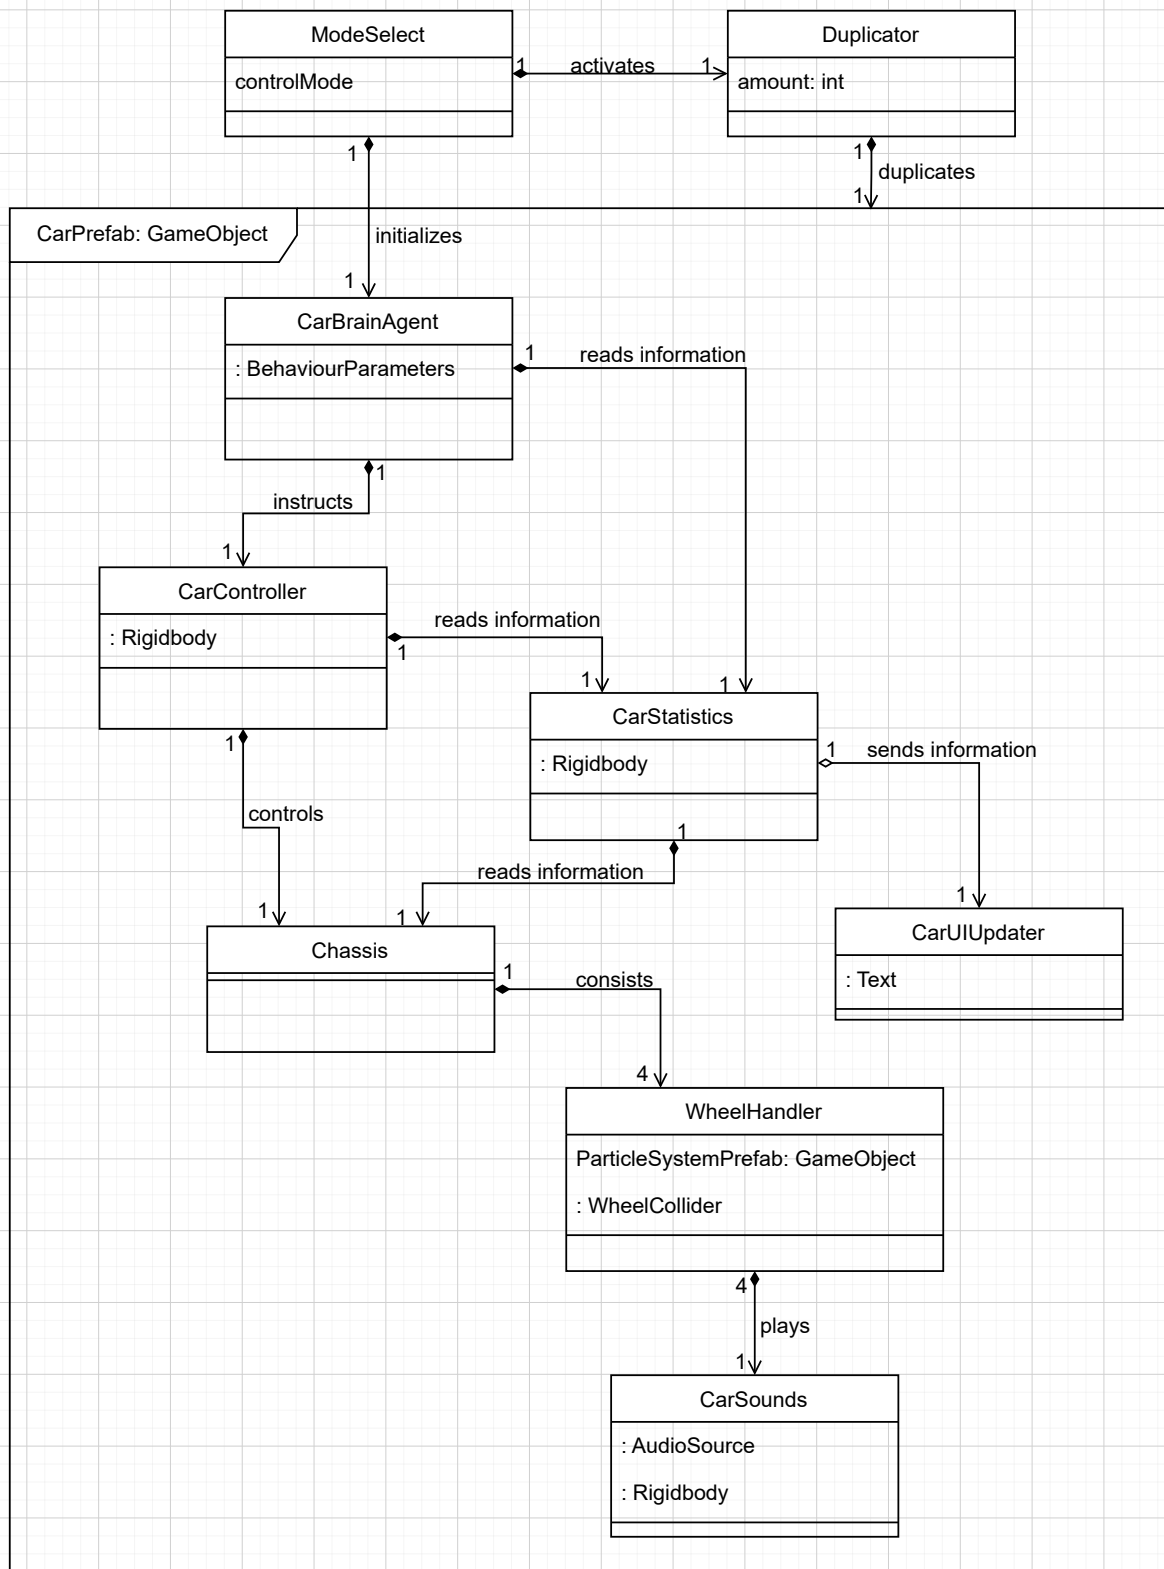 ModeSelect
controlMode
1
activates
1
Duplicator
amount: int
1
duplicates
1
1
initializes
1
CarPrefab: GameObject
CarBrainAgent
: BehaviourParameters
1
reads information
1
1
instructs
1
CarController
: Rigidbody
reads information
1
1
CarStatistics
: Rigidbody
1
sends information
1
1
controls
1
1
reads information
1
Chassis
1
consists
4
CarUIUpdater
: Text
WheelHandler
ParticleSystemPrefab: GameObject
: WheelCollider
4
plays
1
CarSounds
: AudioSource
: Rigidbody